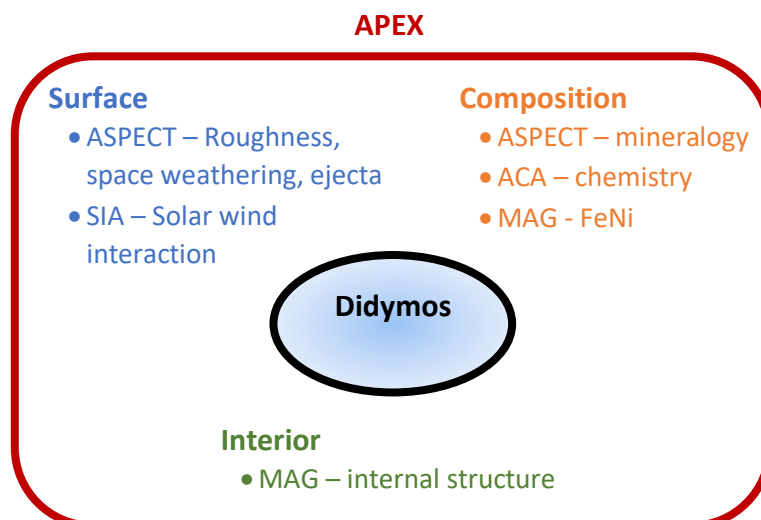 APEX
Surface
• ASPECT – Roughness,
space weathering, ejecta
• SIA – Solar wind
interaction
Composition
• ASPECT – mineralogy
• ACA – chemistry
• MAG - FeNi
Didymos
Interior
• MAG – internal structure